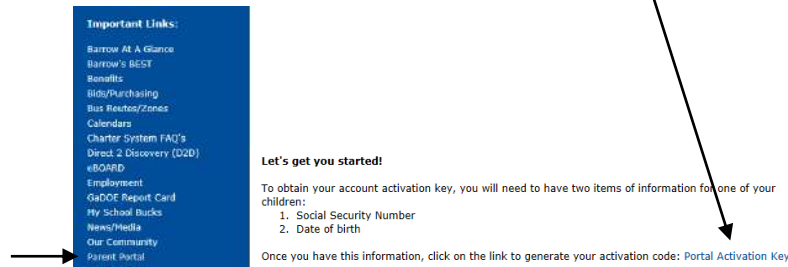 Important Links:
Barrow At A Glance
Barrow's BEST
Benefits
Bids/Purchasing
Bus Routes/Zones
Calendars
Charter System FAQ's
Direct 2 Discovery (D2D)
eBOARD
Employment
GaDOE Report Card
My School Bucks
News/Media
Our Community
Parent Portal
Let's get you started!
To obtain your account activation key, you will need to have two items of information for one of your
children:
1. Social Security Number
2. Date of birth
Once you have this information, click on the link to generate your activation code: Portal Activation Key